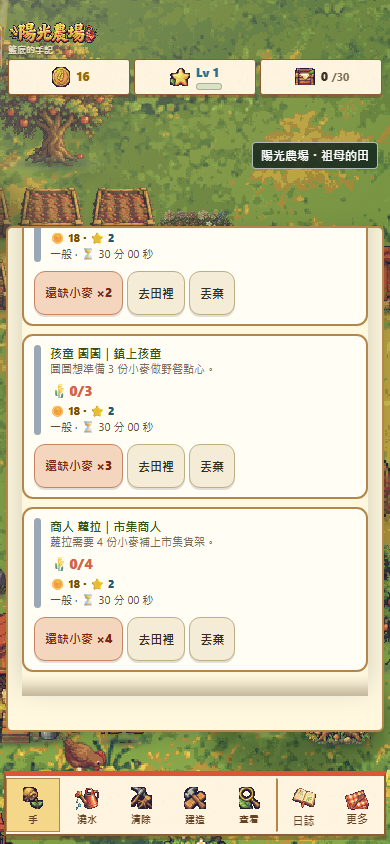 陽光農場
籃底的手記
16
Lv 1
0 /30
陽光農場・祖母的田
18・ 2
一般・ 30 分 00 秒
還缺小麥 ×2
去田裡
丟棄
孩童 圓圓｜鎮上孩童
圓圓想準備 3 份小麥做野餐點心。
0/3
18・ 2
一般・ 30 分 00 秒
還缺小麥 ×3
去田裡
丟棄
商人 蘿拉｜市集商人
蘿拉需要 4 份小麥補上市集貨架。
0/4
18・ 2
一般・ 30 分 00 秒
還缺小麥 ×4
去田裡
丟棄
手
澆水
清除
建造
查看
日誌
更多